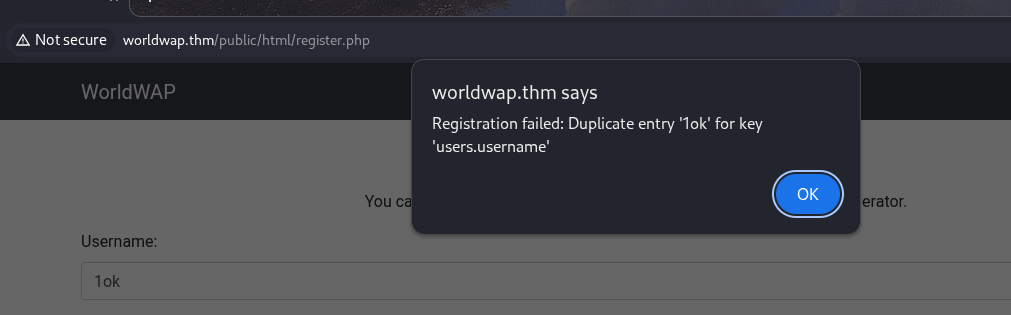 Not secure worldwap.thm/public/html/register.php
WorldWAP
worldwap.thm says
Registration failed: Duplicate entry '1ok' for key
'users.username'
OK
You ca
erator.
Username:
1ok